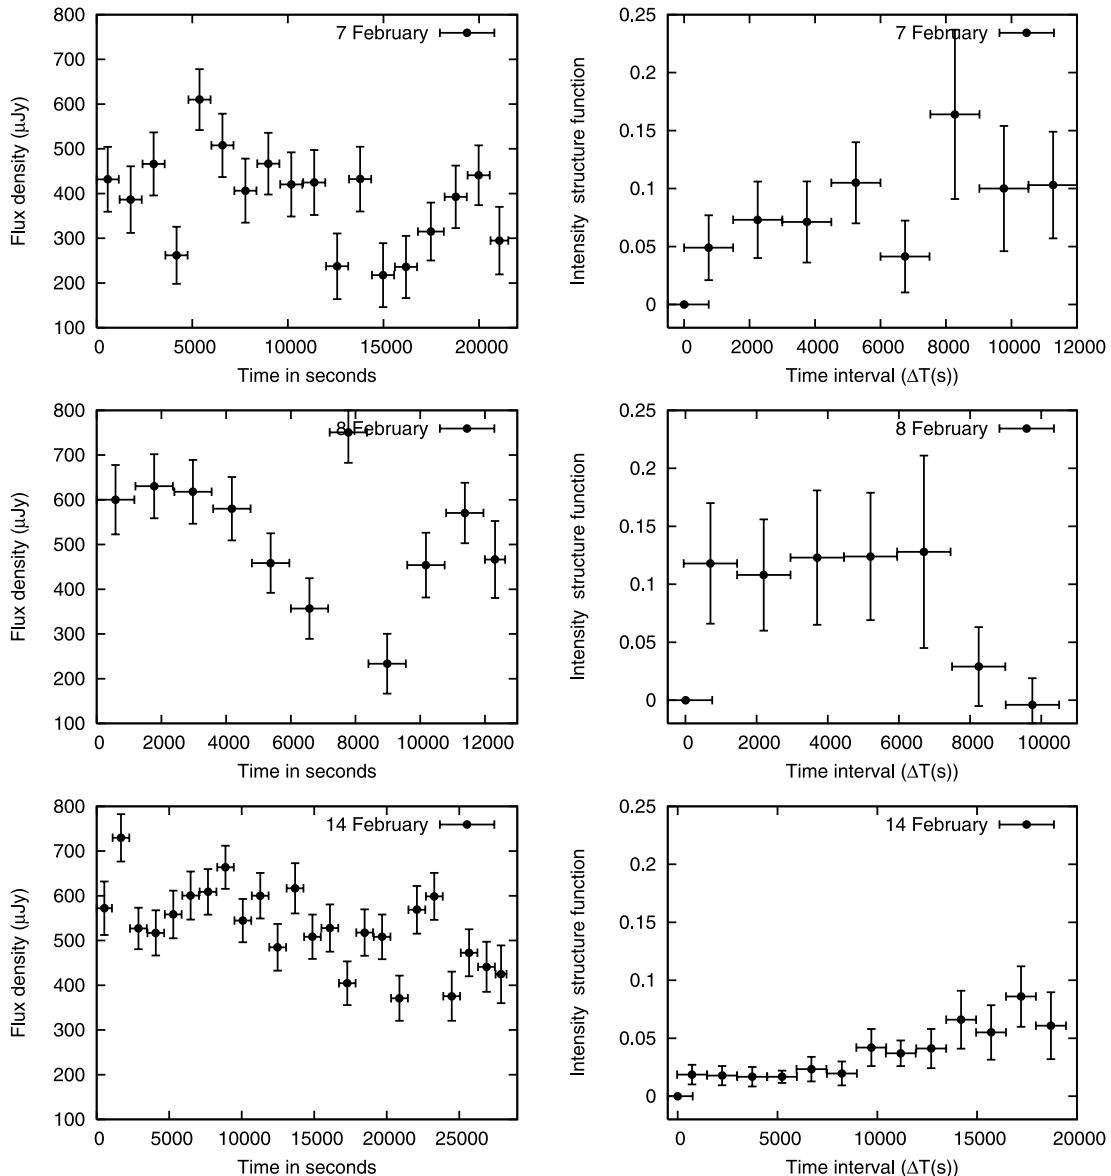 800
700
600
500
400
300
200
100
Flux density (μJy)
7 February
0 5000 10000 15000 20000
Time in seconds
0.25
0.2
0.15
0.1
0.05
0
Intensity structure function
7 February
0 2000 4000 6000 8000 10000 12000
Time interval (ΔT(s))
800
700
600
500
400
300
200
100
Flux density (μJy)
8 February
0 2000 4000 6000 8000 10000 12000
Time in seconds
0.25
0.2
0.15
0.1
0.05
0
Intensity structure function
8 February
0 2000 4000 6000 8000 10000
Time interval (ΔT(s))
800
700
600
500
400
300
200
100
Flux density (μJy)
14 February
0 5000 10000 15000 20000 25000
Time in seconds
0.25
0.2
0.15
0.1
0.05
0
Intensity structure function
14 February
0 5000 10000 15000 20000
Time interval (ΔT(s))